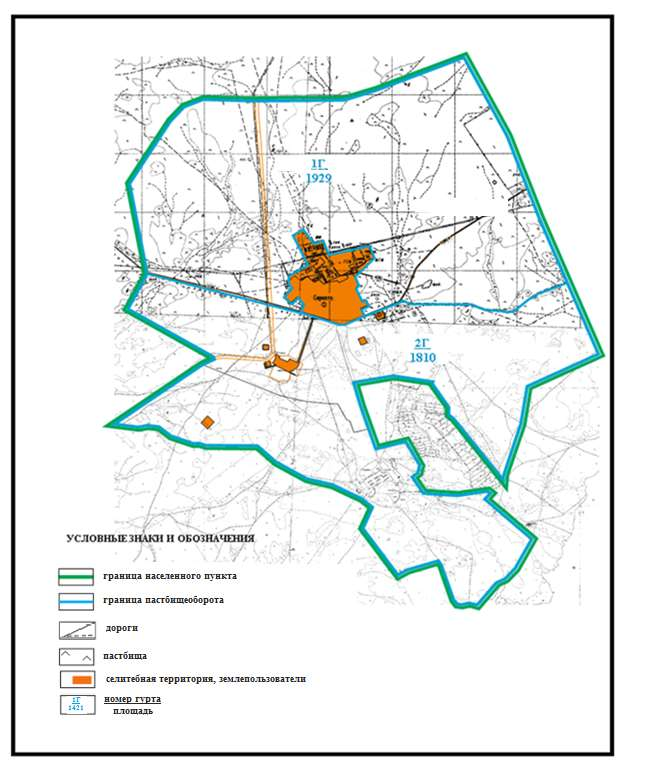 1Г
1929
2Г
1810
УСЛОВНЫЕ ЗНАКИ И ОБОЗНАЧЕНИЯ
граница населенного пункта
граница пастбищеоборота
дороги
пастбища
селитебная территория, землепользователи
1Г
1421
номер гурта
площадь